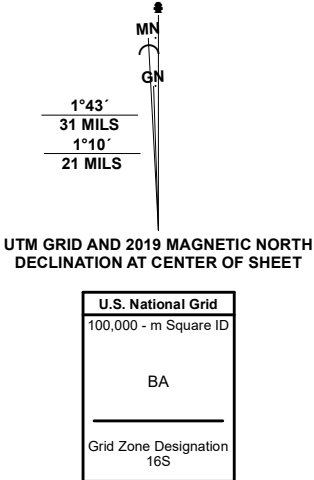 MN
GN
1°43´
31 MILS
1°10´
21 MILS
UTM GRID AND 2019 MAGNETIC NORTH
DECLINATION AT CENTER OF SHEET
U.S. National Grid
100,000 - m Square ID
BA
Grid Zone Designation
16S